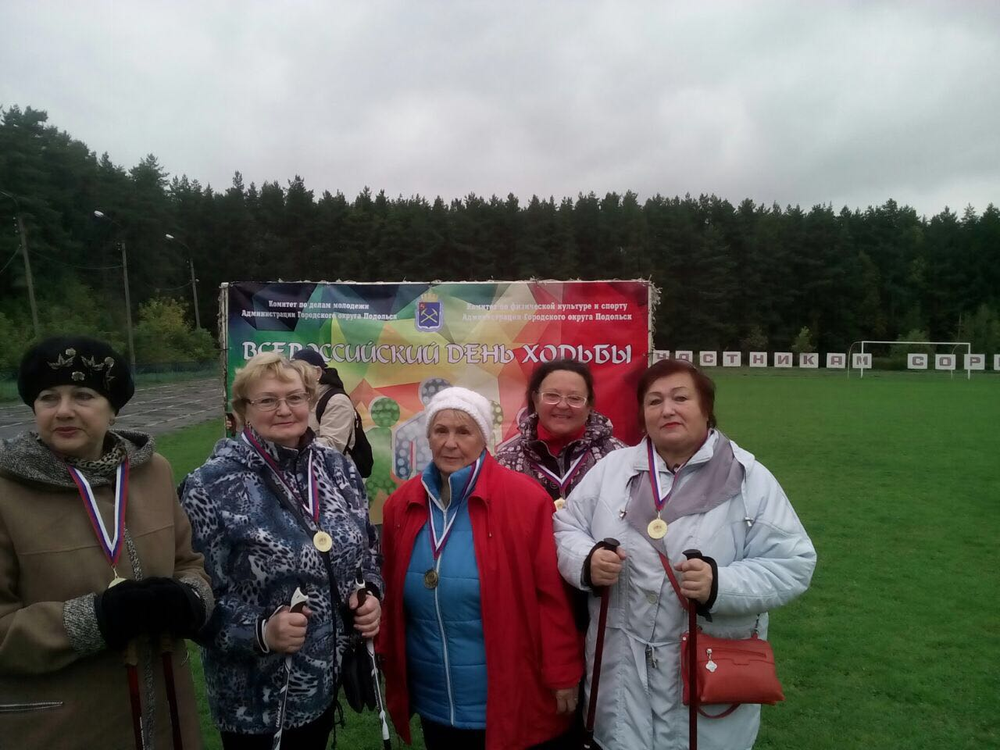 Комитет по делам молодежи
Администрации Городского округа Подольск
Комитет по физической культуре и спорту
Администрации Городского округа Подольск
ВСЕРОССИЙСКИЙ ДЕНЬ ХОДЬБЫ
УЧАСТНИКАМ СОР